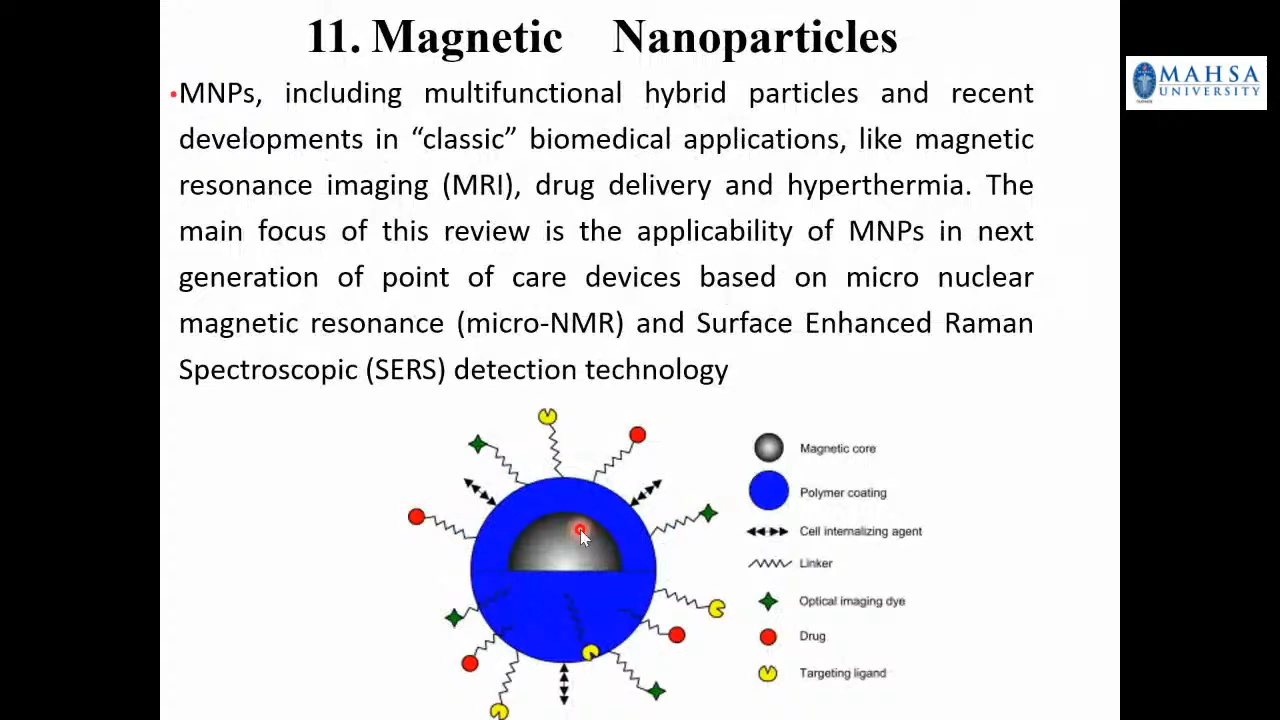 11. Magnetic Nanoparticles
•MNPs, including multifunctional hybrid particles and recent
developments in “classic” biomedical applications, like magnetic
resonance imaging (MRI), drug delivery and hyperthermia. The
main focus of this review is the applicability of MNPs in next
generation of point of care devices based on micro nuclear
magnetic resonance (micro-NMR) and Surface Enhanced Raman
Spectroscopic (SERS) detection technology
MAHSA
UNIVERSITY
Magnetic core
Polymer coating
Cell internalizing agent
Linker
Optical imaging dye
Drug
Targeting ligand